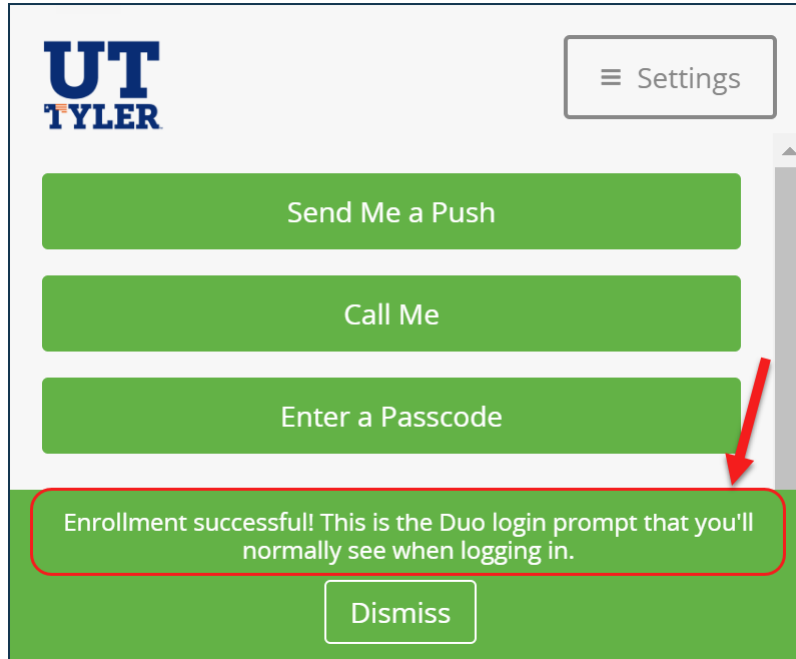 UT
TYLER
≡ Settings
Send Me a Push
Call Me
Enter a Passcode
Enrollment successful! This is the Duo login prompt that you'll
normally see when logging in.
Dismiss